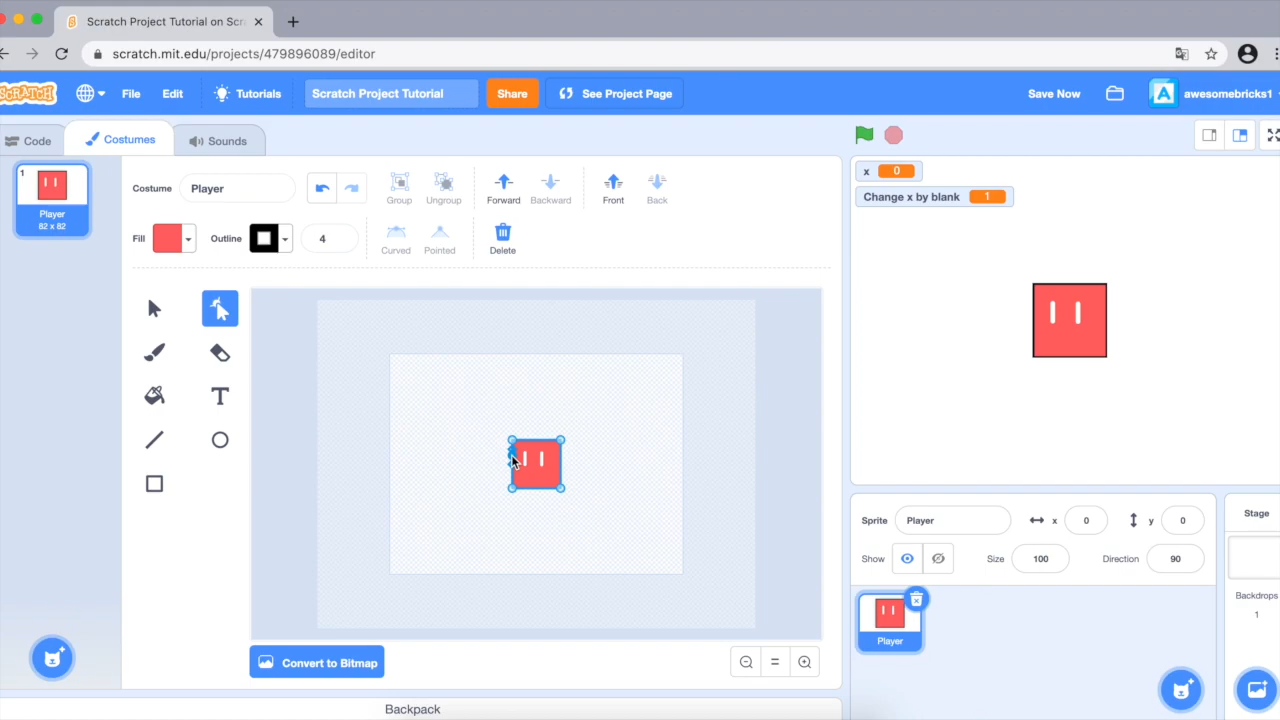 Scratch Project Tutorial on Scr
scratch.mit.edu/projects/479896089/editor
SCRATCH
File
Edit
Tutorials
Scratch Project Tutorial
Share
See Project Page
Save Now
A
awesomebricks1
Code
Costumes
Sounds
1
Player
82 x 82
Costume
Player
Group
Ungroup
Forward
Backward
Front
Back
Fill
Outline
4
Curved
Pointed
Delete
T
Convert to Bitmap
Backpack
x 0
Change x by blank 1
Sprite
Player
x
0
y
0
Show
Size
100
Direction
90
Player
Stage
Backdrops
1